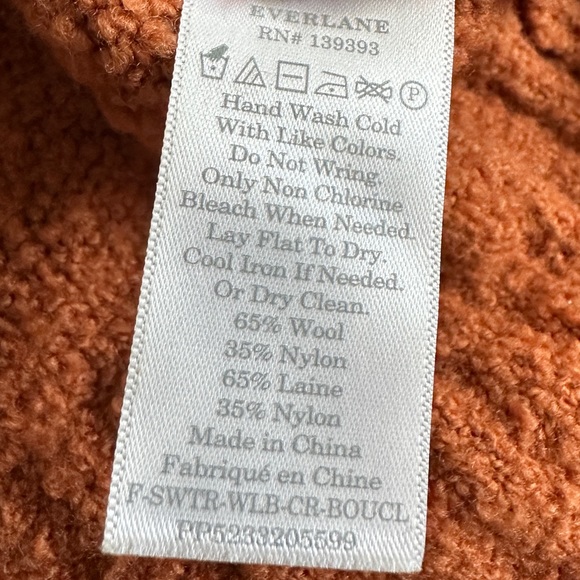 EVERLANE
RN# 139393
P
Hand Wash Cold
With Like Colors.
Do Not Wring.
Only Non Chlorine
Bleach When Needed.
Lay Flat To Dry.
Cool Iron If Needed.
Or Dry Clean.
65% Wool
35% Nylon
65% Laine
35% Nylon
Made in China
Fabriqué en Chine
F-SWTR-WLB-CR-BOUCL
PP5233205599